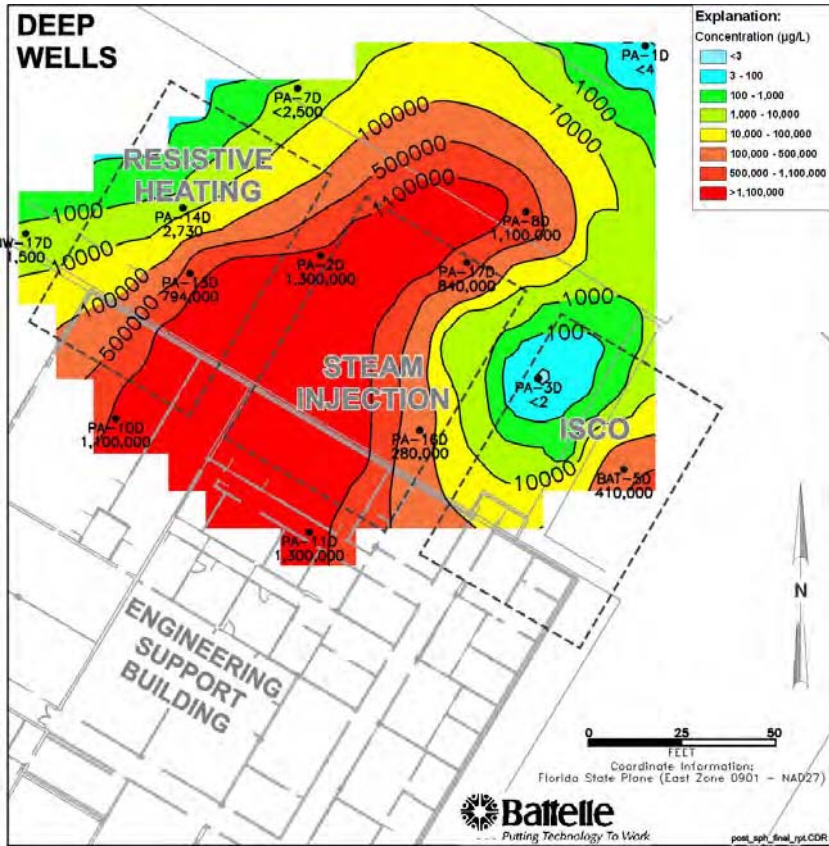 DEEP
WELLS
Explanation:
Concentration (µg/L)
<3
3 - 100
100 - 1,000
1,000 - 10,000
10,000 - 100,000
100,000 - 500,000
500,000 - 1,100,000
>1,100,000
PA-1D
<4
PA-7D
<2,500
1000
10000
100000
500000
1100000
RESISTIVE
HEATING
PA-14D
2,730
1000
10000
100000
500000
PA-8D
1,100,000
PA-2D
1,300,000
PA-17D
840,000
PA-13D
794,000
1,500
1000
100
PA-3D
<2
STEAM
INJECTION
ISCO
PA-10D
1,100,000
PA-16D
280,000
10000
BAT-5D
410,000
PA-11D
1,300,000
ENGINEERING
SUPPORT
BUILDING
N
0 25 50
FEET
Coordinate Information:
Florida State Plane (East Zone 0901 - NAD27)
Battelle
Putting Technology To Work
post_sph_final_rpt.CDR